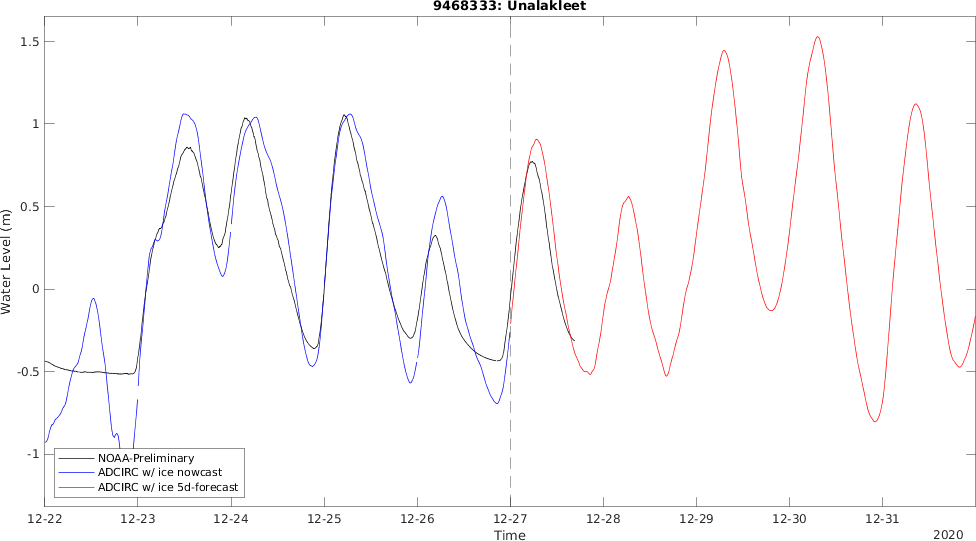 9468333: Unalakleet
1.5
1
0.5
0
-0.5
-1
Water Level (m)
NOAA-Preliminary
ADCIRC w/ ice nowcast
ADCIRC w/ ice 5d-forecast
12-22 12-23 12-24 12-25 12-26 12-27 12-28 12-29 12-30 12-31
Time
2020